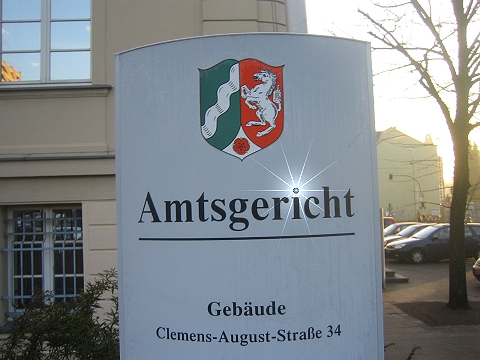 Amtsgericht
Gebäude
Clemens-August-Straße 34